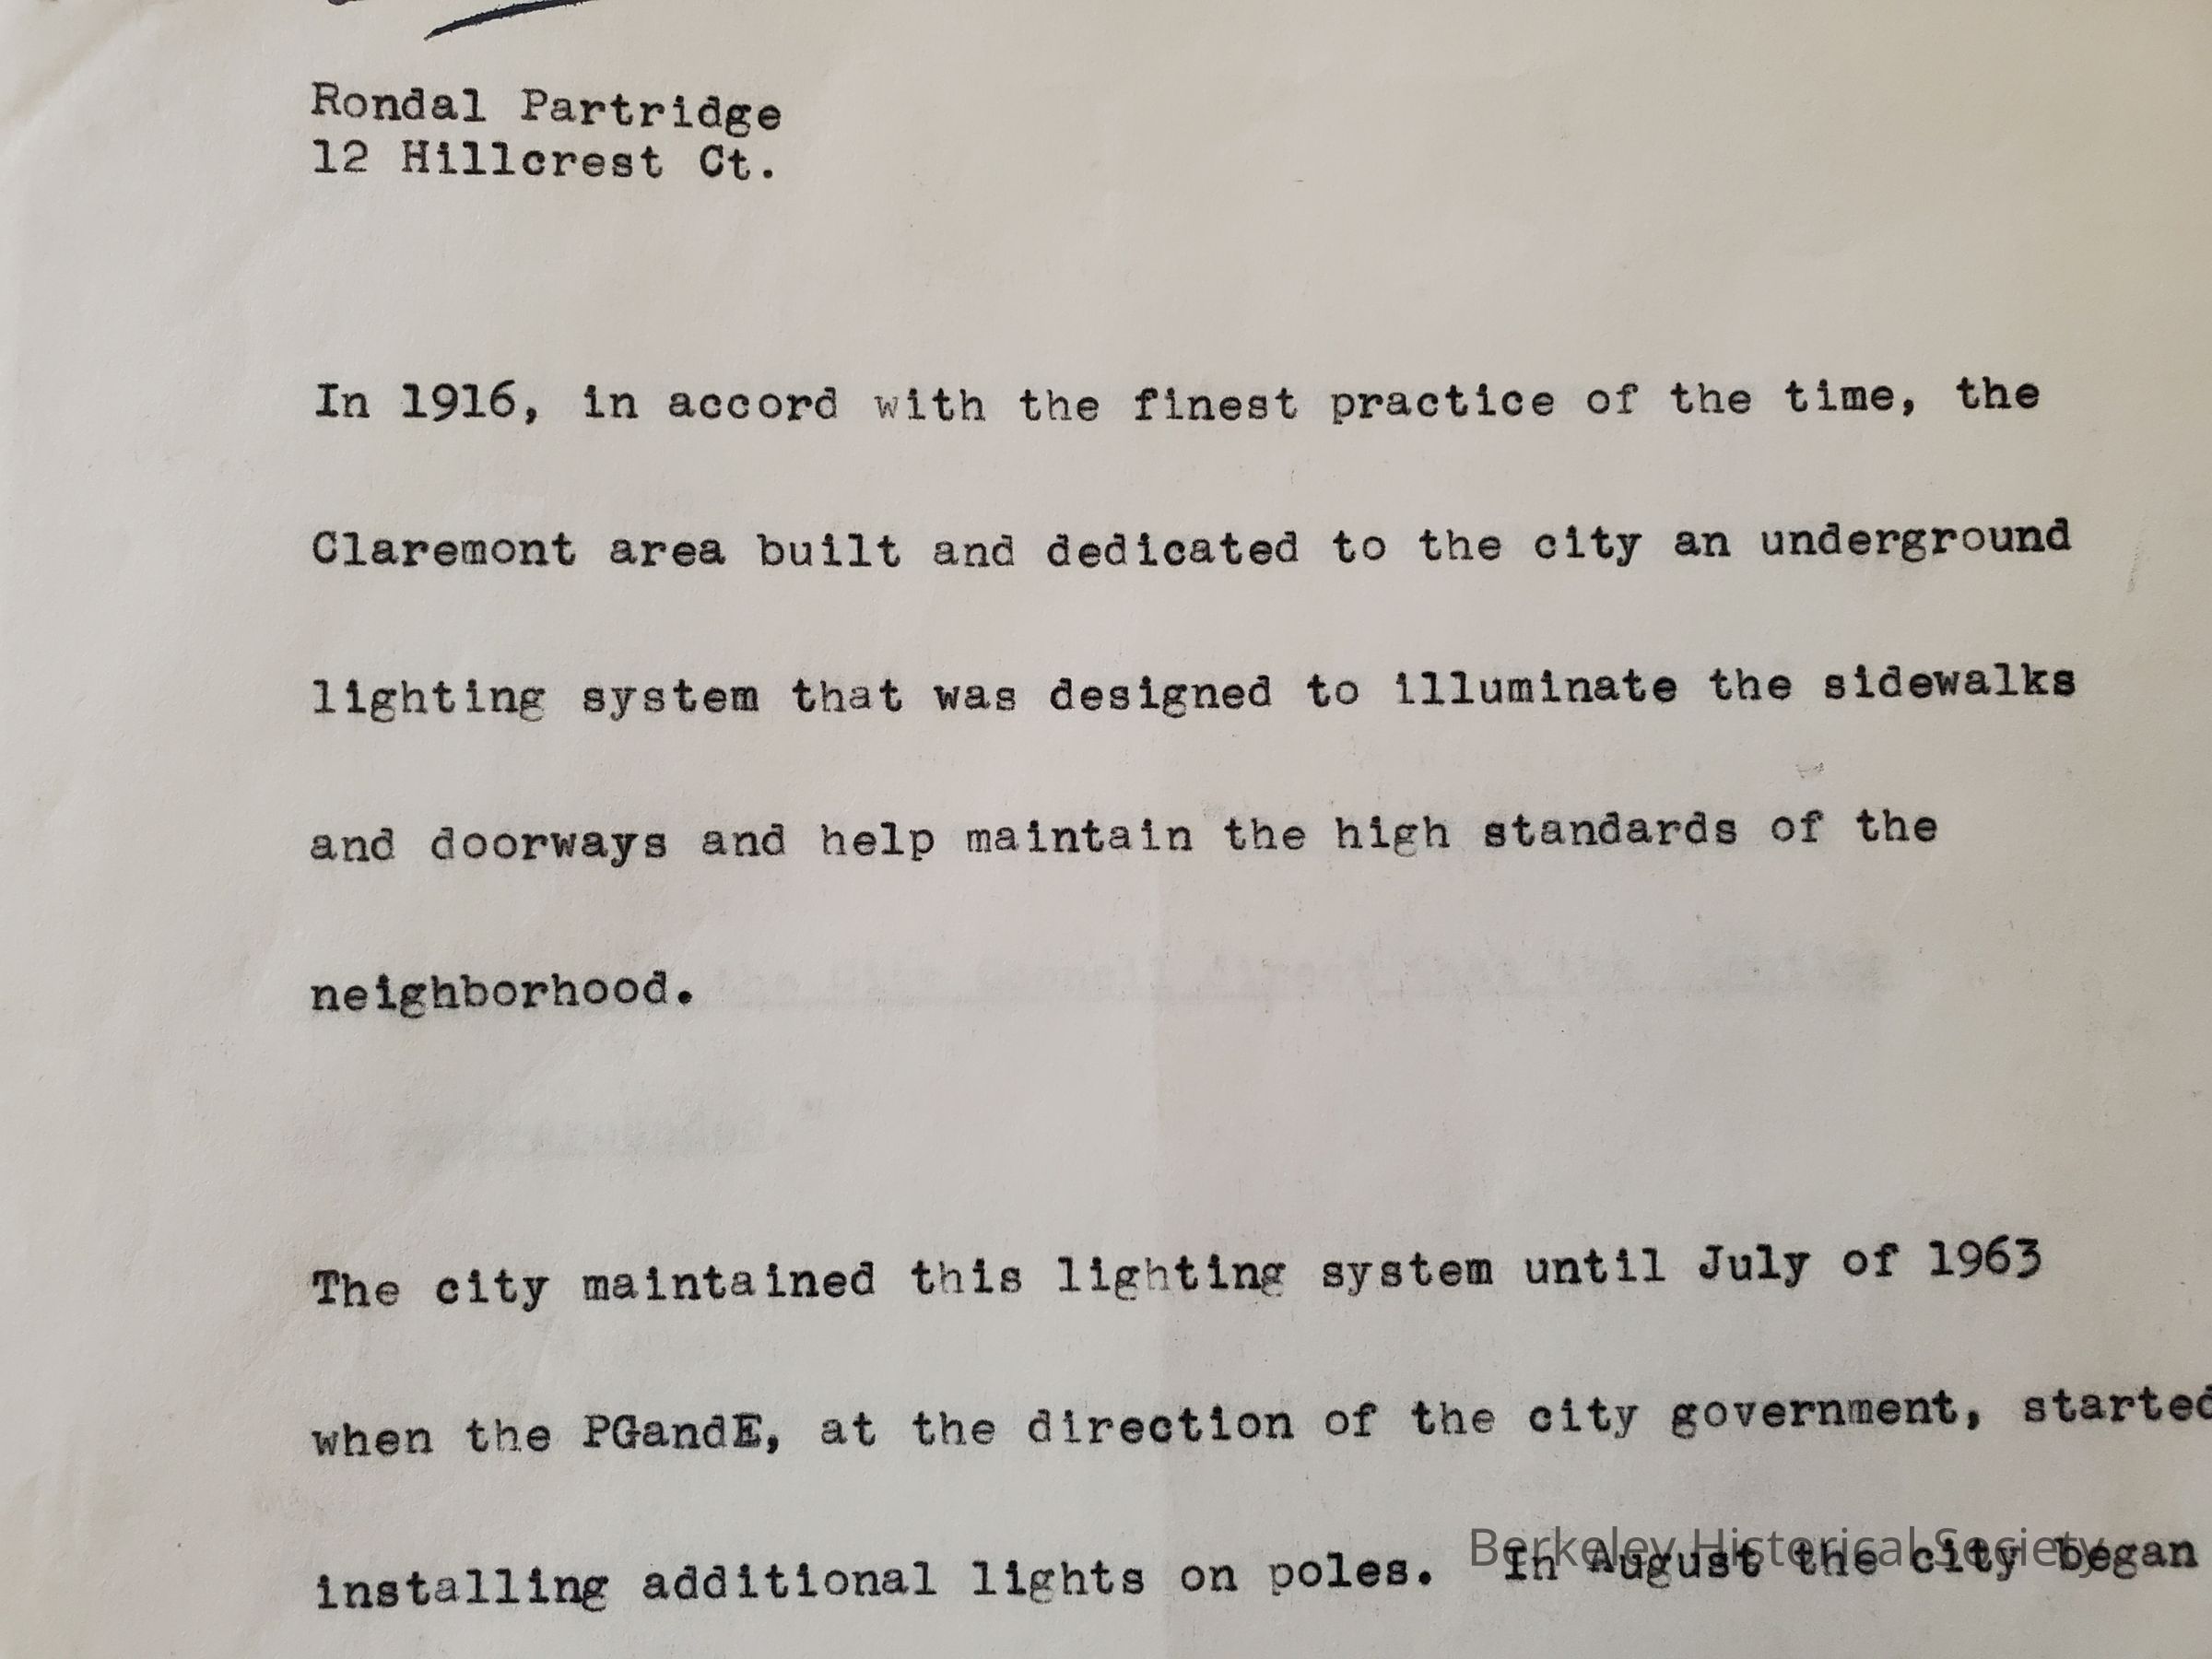 Rondal Partridge
12 Hillcrest Ct.
In 1916, in accord with the finest practice of the time, the
Claremont area built and dedicated to the city an underground
lighting system that was designed to illuminate the sidewalks
and doorways and help maintain the high standards of the
neighborhood.
The city maintained this lighting system until July of 1963
when the PGandE, at the direction of the city government, started
installing additional lights on poles. In August the city began
Berkeley Historical Society